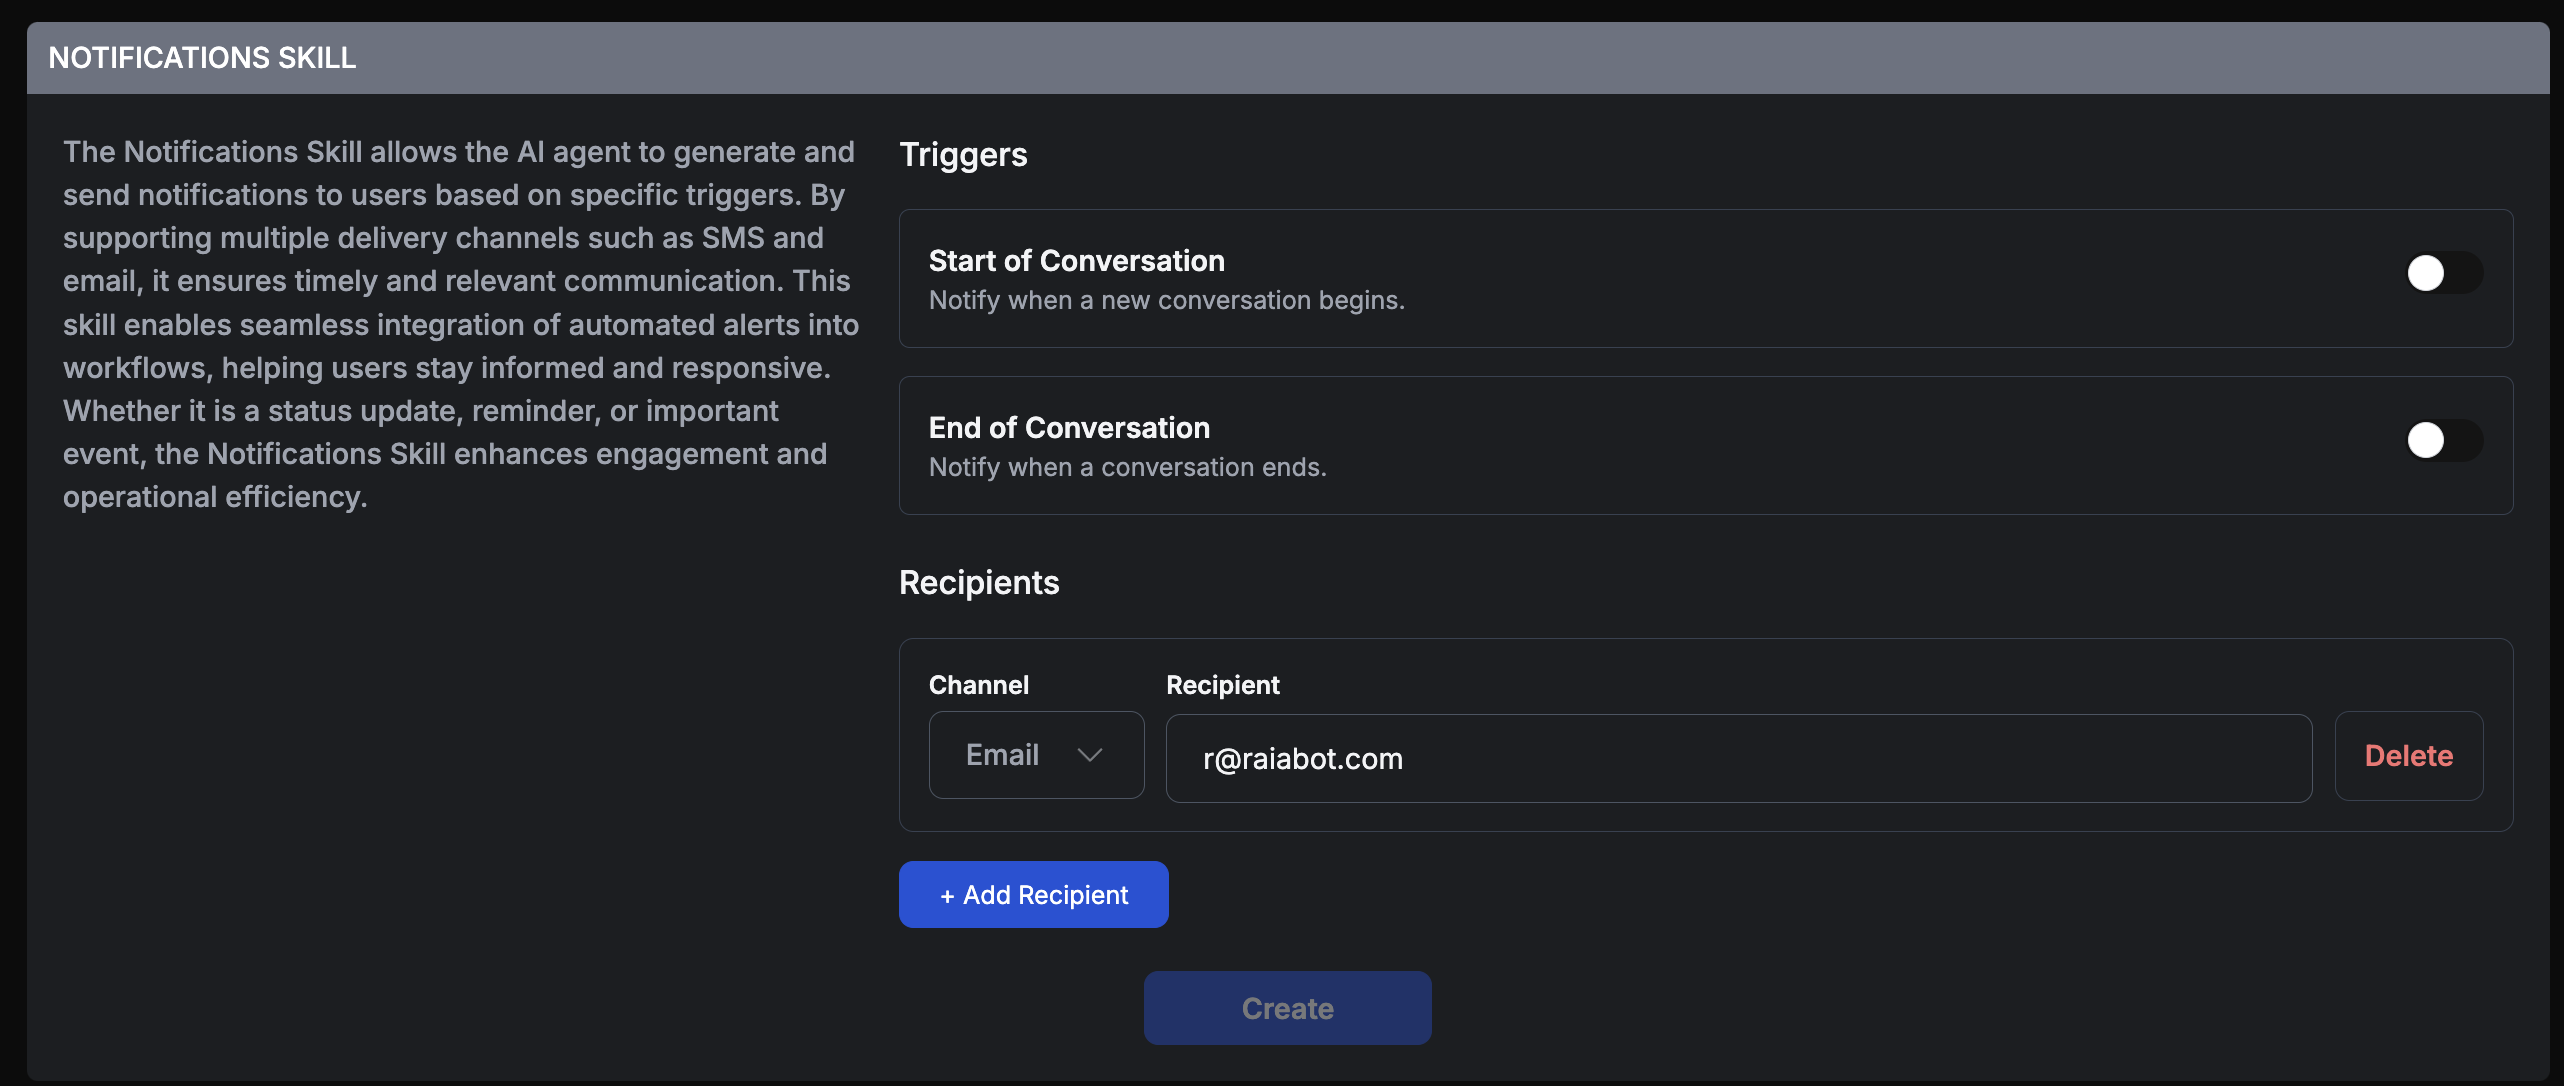 NOTIFICATIONS SKILL
The Notifications Skill allows the AI agent to generate and
send notifications to users based on specific triggers. By
supporting multiple delivery channels such as SMS and
email, it ensures timely and relevant communication. This
skill enables seamless integration of automated alerts into
workflows, helping users stay informed and responsive.
Whether it is a status update, reminder, or important
event, the Notifications Skill enhances engagement and
operational efficiency.
Triggers
Start of Conversation
Notify when a new conversation begins.
End of Conversation
Notify when a conversation ends.
Recipients
Channel
Recipient
Email
r@raiabot.com
Delete
+ Add Recipient
Create